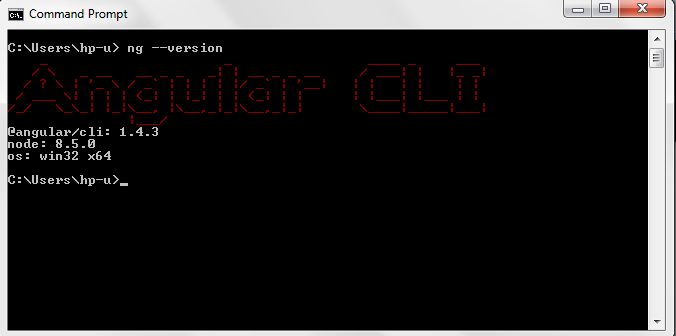 Command Prompt
C:\Users\hp-u> ng --version
Angular CLI
@angular/cli: 1.4.3
node: 8.5.0
os: win32 x64
C:\Users\hp-u>_